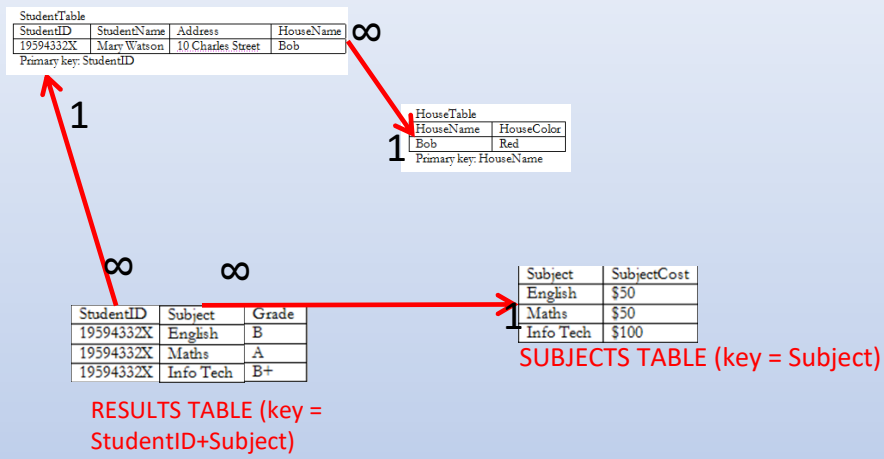 StudentTable
StudentID StudentName Address HouseName
19594332X Mary Watson 10 Charles Street Bob
Primary key: StudentID
∞
1
HouseTable
HouseName HouseColor
Bob Red
Primary key: HouseName
1
∞
∞
StudentID Subject Grade
19594332X English B
19594332X Maths A
19594332X Info Tech B+
RESULTS TABLE (key =
StudentID+Subject)
Subject SubjectCost
English $50
Maths $50
Info Tech $100
1
SUBJECTS TABLE (key = Subject)